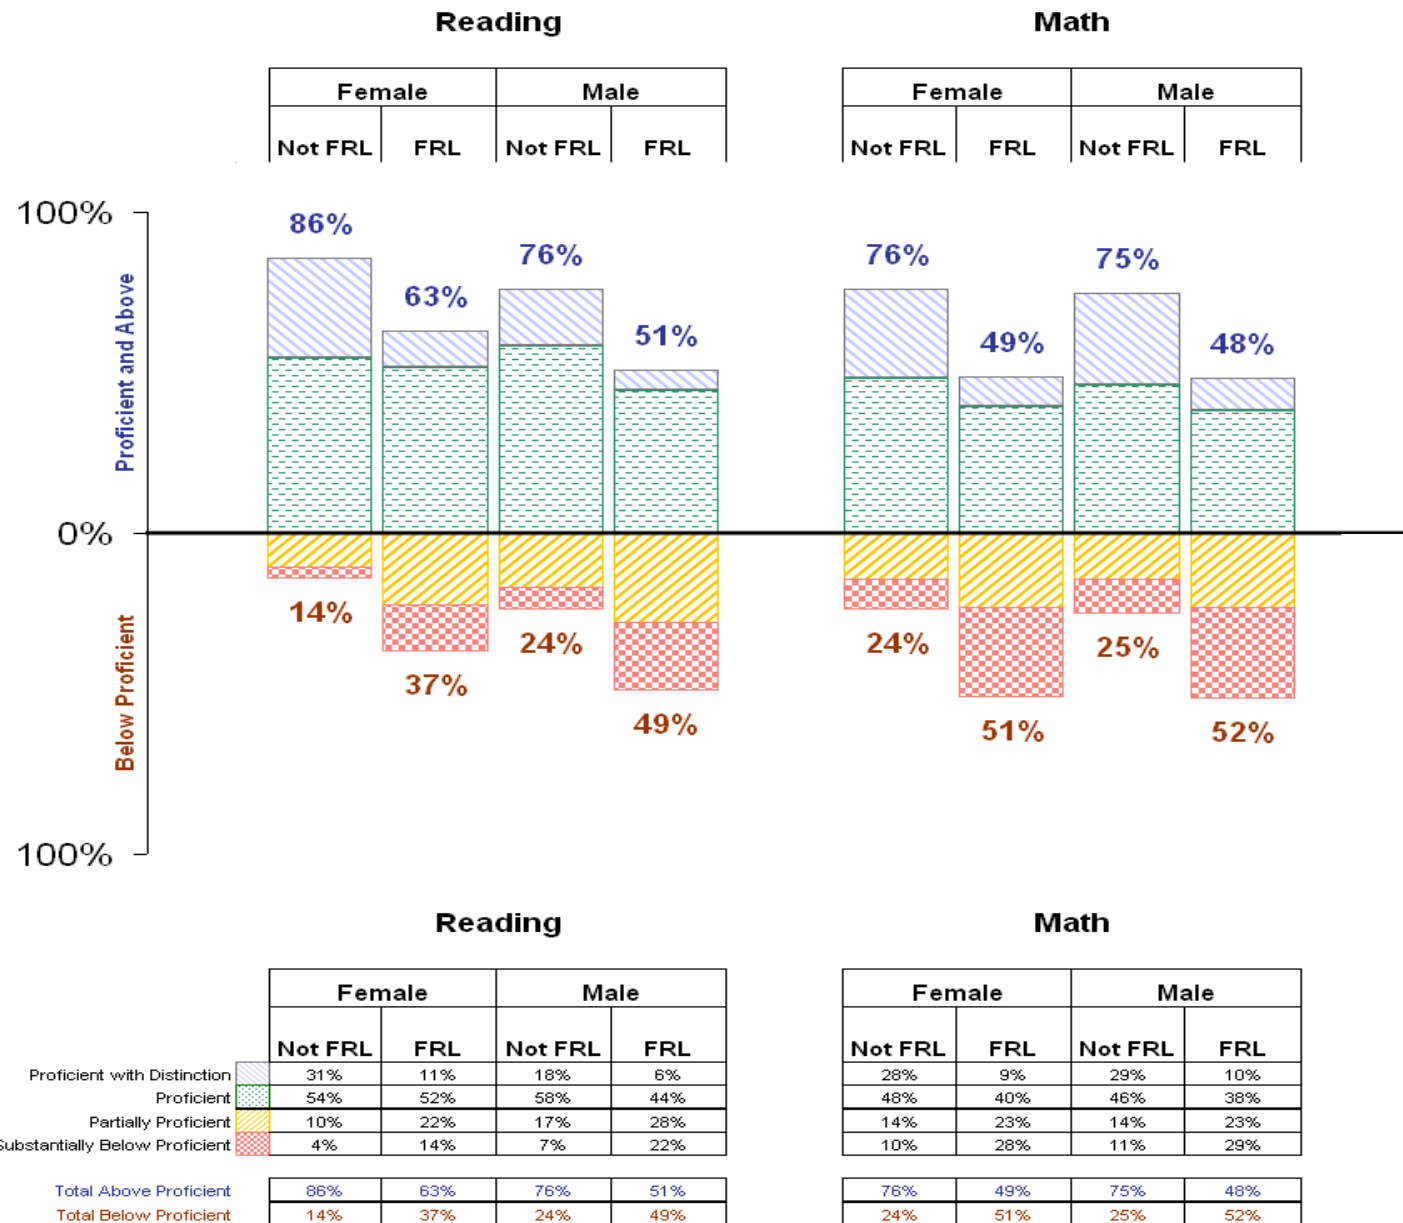 Reading Math
Female Male Female Male
Not FRL FRL Not FRL FRL Not FRL FRL Not FRL FRL
100%
86% 63% 76% 51% 76% 49% 75% 48%
Proficient and Above
0%
14% 37% 24% 49% 24% 51% 25% 52%
Below Proficient
100%
Reading Math
Female Male Female Male
Not FRL FRL Not FRL FRL Not FRL FRL Not FRL FRL
Proficient with Distinction 31% 11% 18% 6% 28% 9% 29% 10%
Proficient 54% 52% 58% 44% 48% 40% 46% 38%
Partially Proficient 10% 22% 17% 28% 14% 23% 14% 23%
Substantially Below Proficient 4% 14% 7% 22% 10% 28% 11% 29%
Total Above Proficient 86% 63% 76% 51% 76% 49% 75% 48%
Total Below Proficient 14% 37% 24% 49% 24% 51% 25% 52%